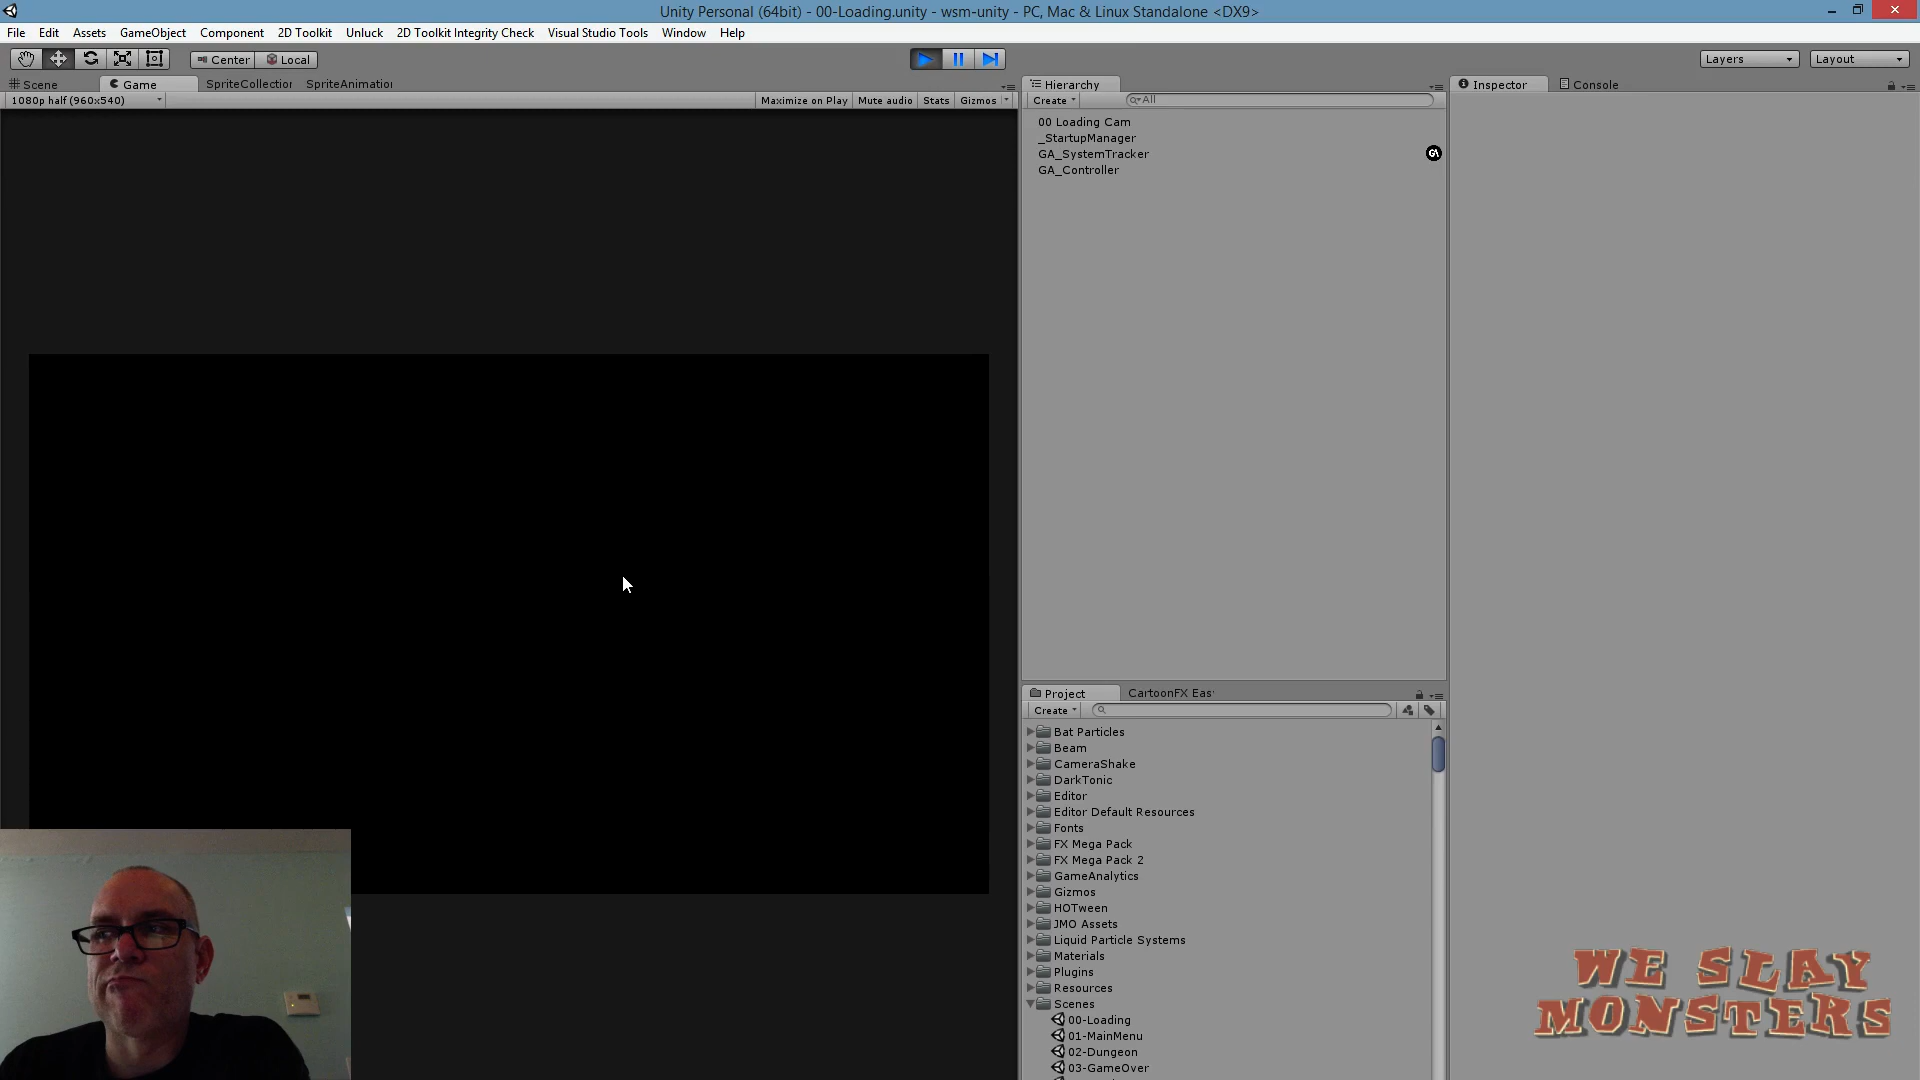 Unity Personal (64bit) - 00-Loading.unity - wsm-unity - PC, Mac & Linux Standalone <DX9>
File Edit Assets GameObject Component 2D Toolkit Unluck 2D Toolkit Integrity Check Visual Studio Tools Window Help
Center Local Layers Layout
Scene Game SpriteCollectior SpriteAnimation
1080p half (960x540) Maximize on Play Mute audio Stats Gizmos
Hierarchy
Create All
00 Loading Cam
_StartupManager
GA_SystemTracker
GA_Controller
GA
Inspector Console
Project CartoonFX Eas
Create
Bat Particles
Beam
CameraShake
DarkTonic
Editor
Editor Default Resources
Fonts
FX Mega Pack
FX Mega Pack 2
GameAnalytics
Gizmos
HOTween
JMO Assets
Liquid Particle Systems
Materials
Plugins
Resources
Scenes
00-Loading
01-MainMenu
02-Dungeon
03-GameOver
WE SLAY
MONSTERS